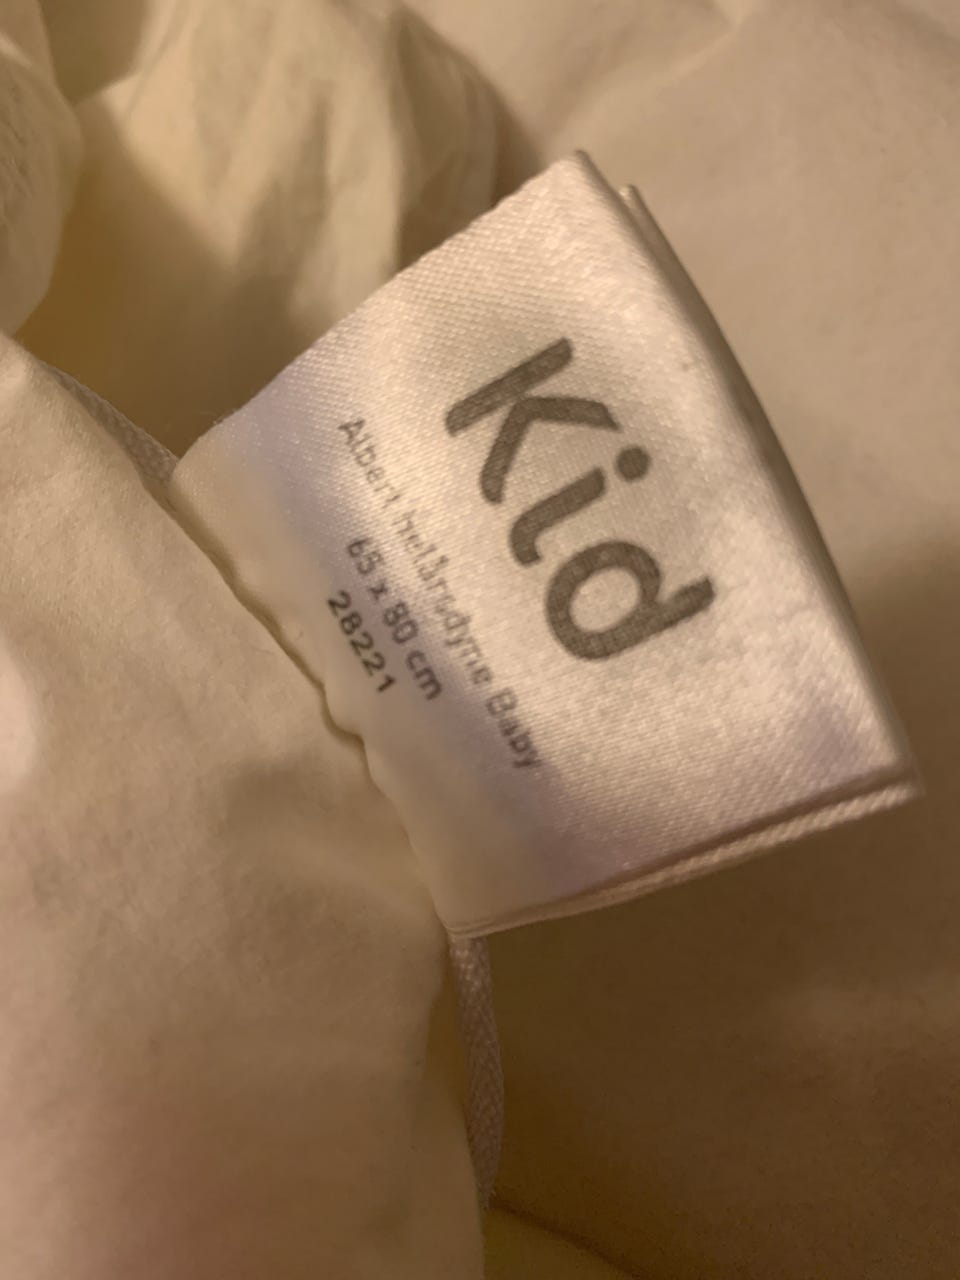 Kid
Albert helårsdyne Baby
65 x 80 cm
28221